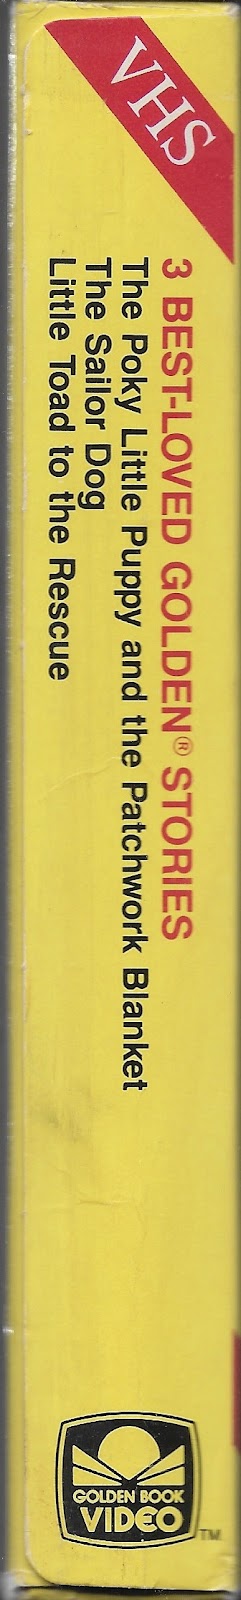 VHS
3 BEST-LOVED GOLDEN® STORIES
The Poky Little Puppy and the Patchwork Blanket
The Sailor Dog
Little Toad to the Rescue
GOLDEN BOOK
VIDEO TM